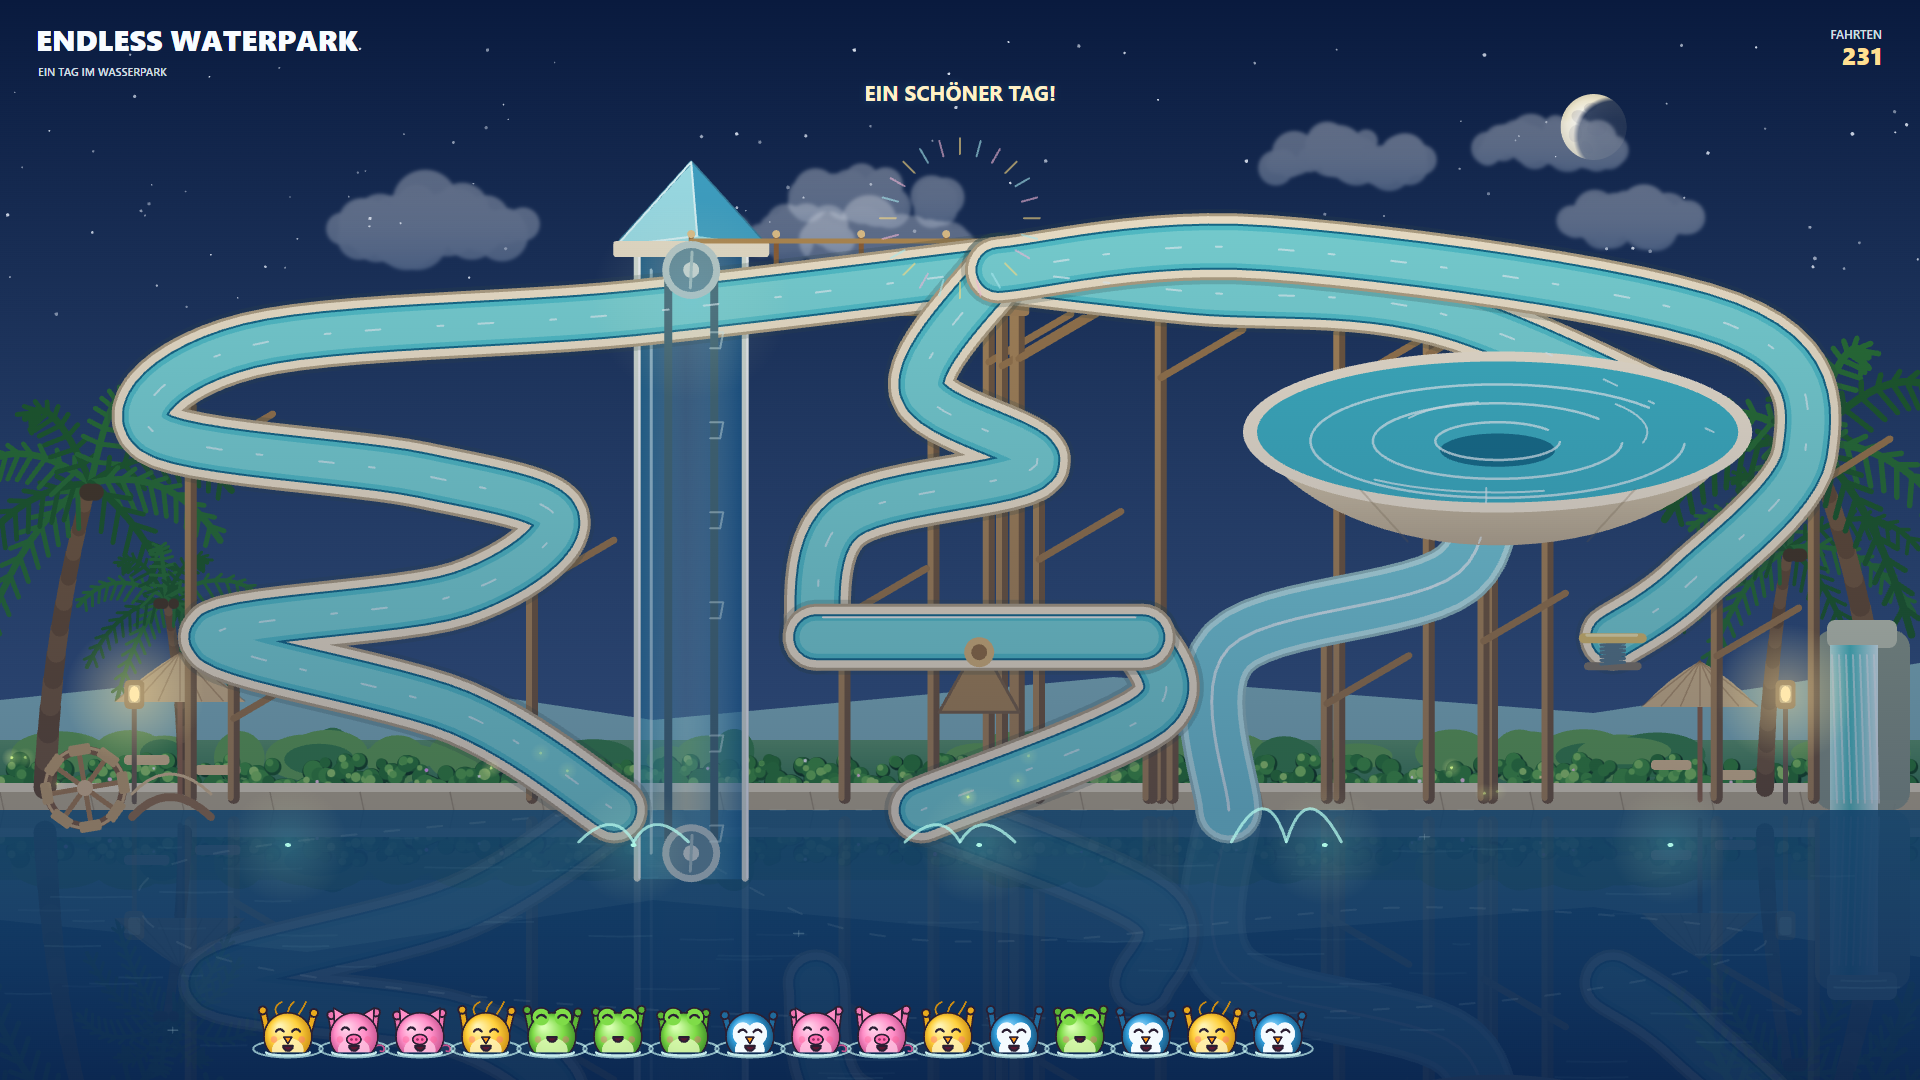 ENDLESS WATERPARK
EIN TAG IM WASSERPARK
FAHRTEN
231
EIN SCHÖNER TAG!